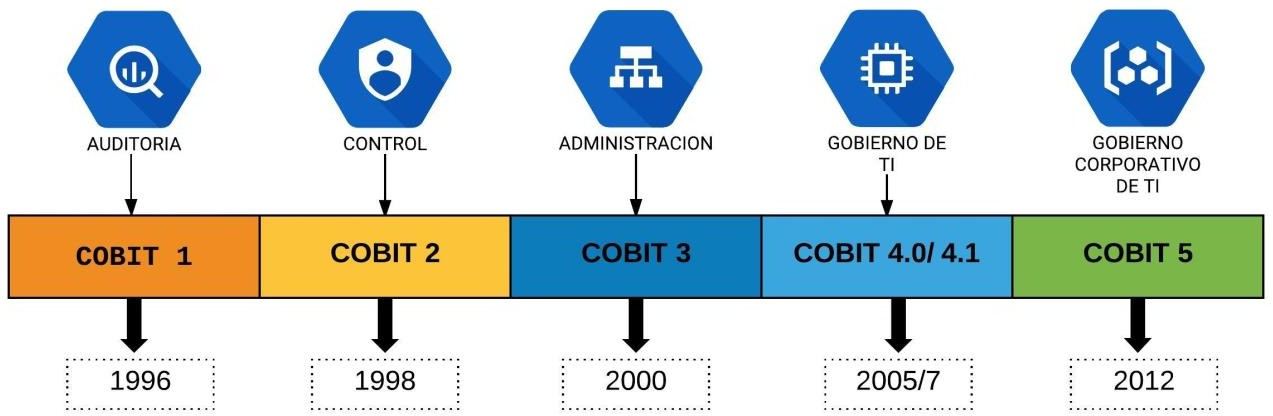 AUDITORIA
CONTROL
ADMINISTRACION
GOBIERNO DE
TI
GOBIERNO
CORPORATIVO
DE TI
COBIT 1
COBIT 2
COBIT 3
COBIT 4.0/ 4.1
COBIT 5
1996
1998
2000
2005/7
2012